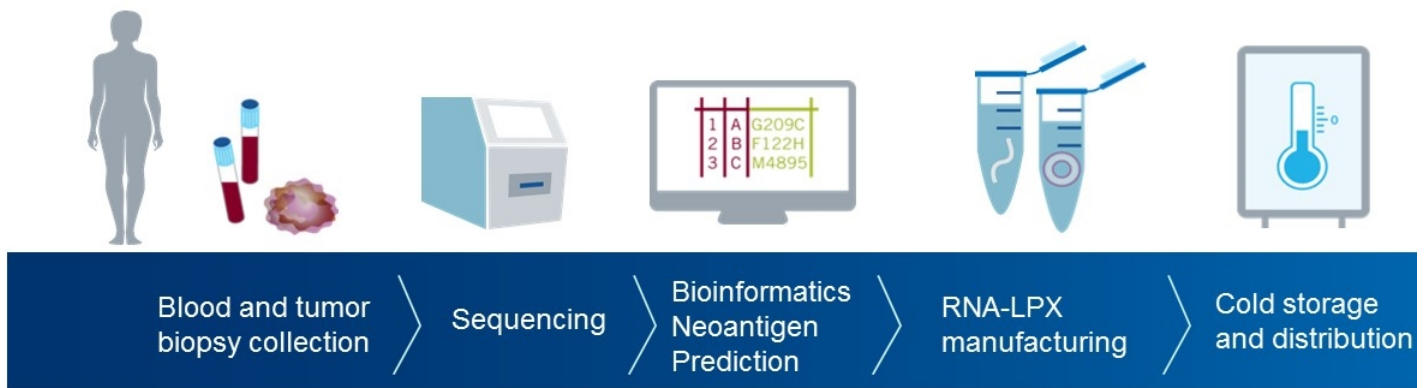 1 A G209C
2 B F122H
3 C M4895
Blood and tumor
biopsy collection
Sequencing
Bioinformatics
Neoantigen
Prediction
RNA-LPX
manufacturing
Cold storage
and distribution